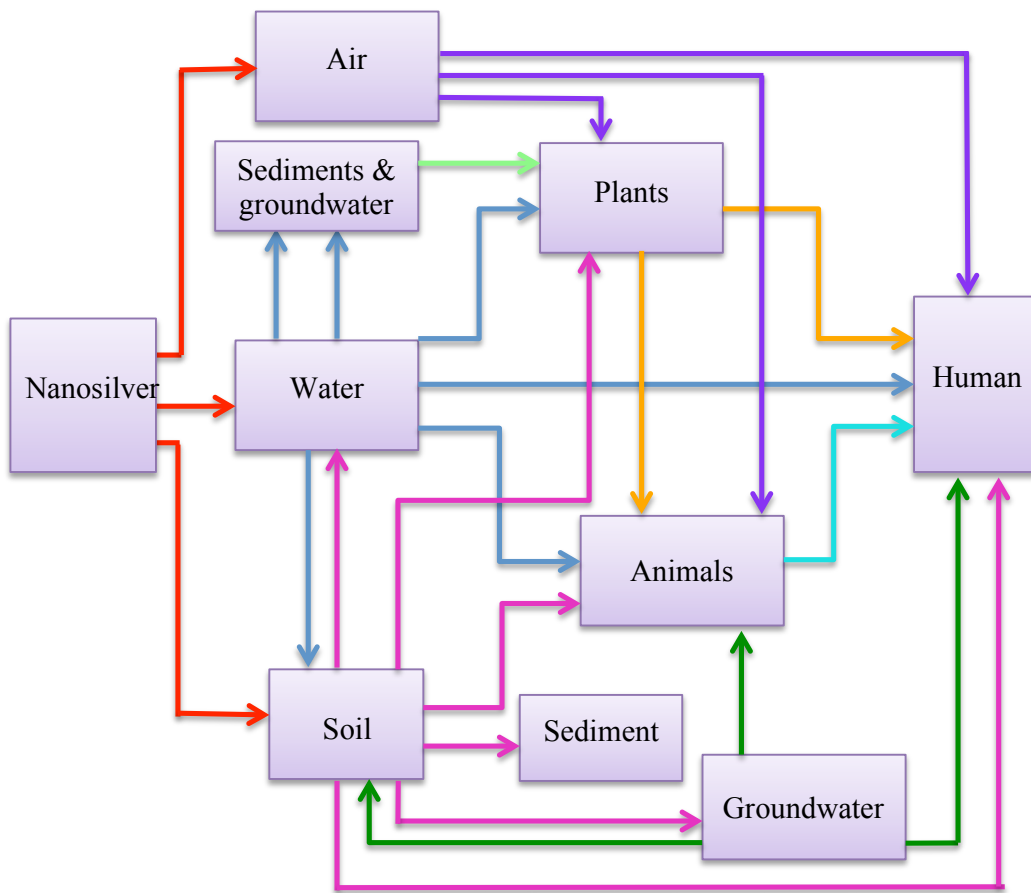 Air
Sediments &
groundwater
Plants
Nanosilver
Water
Human
Animals
Soil
Sediment
Groundwater